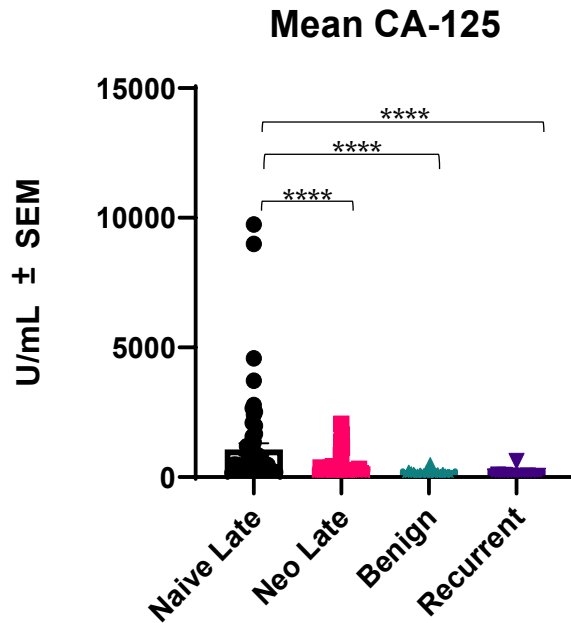 Mean CA-125
U/mL ± SEM
15000
10000
5000
0
****
****
****
Naive Late
Neo Late
Benign
Recurrent